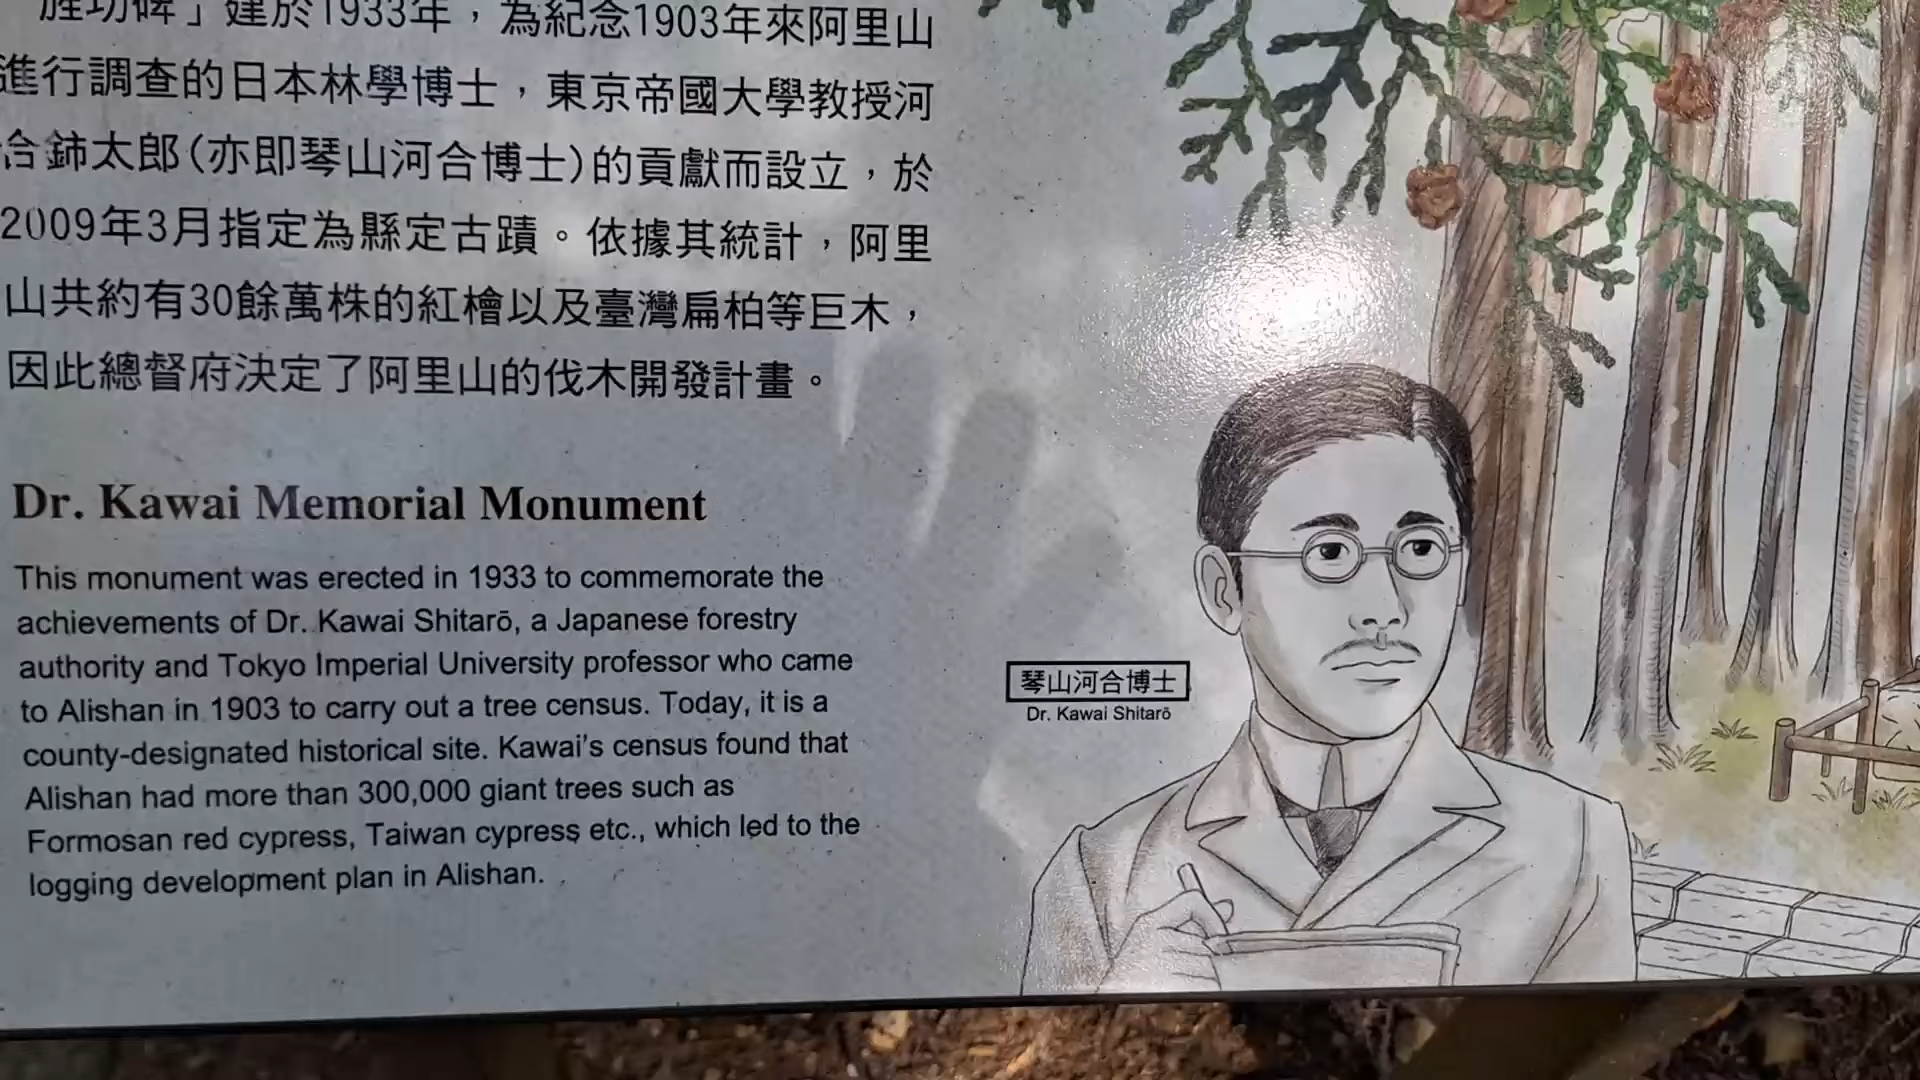 旌功碑」建於1933年，為紀念1903年來阿里山
進行調查的日本林學博士，東京帝國大學教授河
合鈰太郎（亦即琴山河合博士）的貢獻而設立，於
2009年3月指定為縣定古蹟。依據其統計，阿里
山共約有30餘萬株的紅檜以及臺灣扁柏等巨木，
因此總督府決定了阿里山的伐木開發計畫。
Dr. Kawai Memorial Monument
This monument was erected in 1933 to commemorate the
achievements of Dr. Kawai Shitarō, a Japanese forestry
authority and Tokyo Imperial University professor who came
to Alishan in 1903 to carry out a tree census. Today, it is a
county-designated historical site. Kawai's census found that
Alishan had more than 300,000 giant trees such as
Formosan red cypress, Taiwan cypress etc., which led to the
logging development plan in Alishan.
琴山河合博士
Dr. Kawai Shitarō